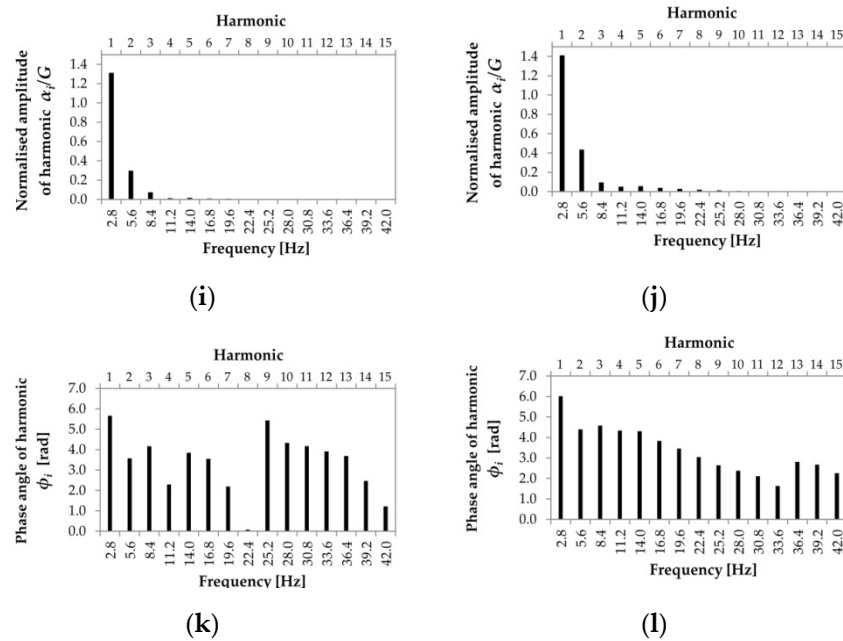 Harmonic
1 2 3 4 5 6 7 8 9 10 11 12 13 14 15
Normalised amplitude
of harmonic αᵢ/G
1.4
1.2
1.0
0.8
0.6
0.4
0.2
0.0
2.8 5.6 8.4 11.2 14.0 16.8 19.6 22.4 25.2 28.0 30.8 33.6 36.4 39.2 42.0
Frequency [Hz]
(i)
Harmonic
1 2 3 4 5 6 7 8 9 10 11 12 13 14 15
Normalised amplitude
of harmonic αᵢ/G
1.4
1.2
1.0
0.8
0.6
0.4
0.2
0.0
2.8 5.6 8.4 11.2 14.0 16.8 19.6 22.4 25.2 28.0 30.8 33.6 36.4 39.2 42.0
Frequency [Hz]
(j)
Harmonic
1 2 3 4 5 6 7 8 9 10 11 12 13 14 15
Phase angle of harmonic
ϕᵢ [rad]
7.0
6.0
5.0
4.0
3.0
2.0
1.0
0.0
2.8 5.6 8.4 11.2 14.0 16.8 19.6 22.4 25.2 28.0 30.8 33.6 36.4 39.2 42.0
Frequency [Hz]
(k)
Harmonic
1 2 3 4 5 6 7 8 9 10 11 12 13 14 15
Phase angle of harmonic
ϕᵢ [rad]
7.0
6.0
5.0
4.0
3.0
2.0
1.0
0.0
2.8 5.6 8.4 11.2 14.0 16.8 19.6 22.4 25.2 28.0 30.8 33.6 36.4 39.2 42.0
Frequency [Hz]
(l)